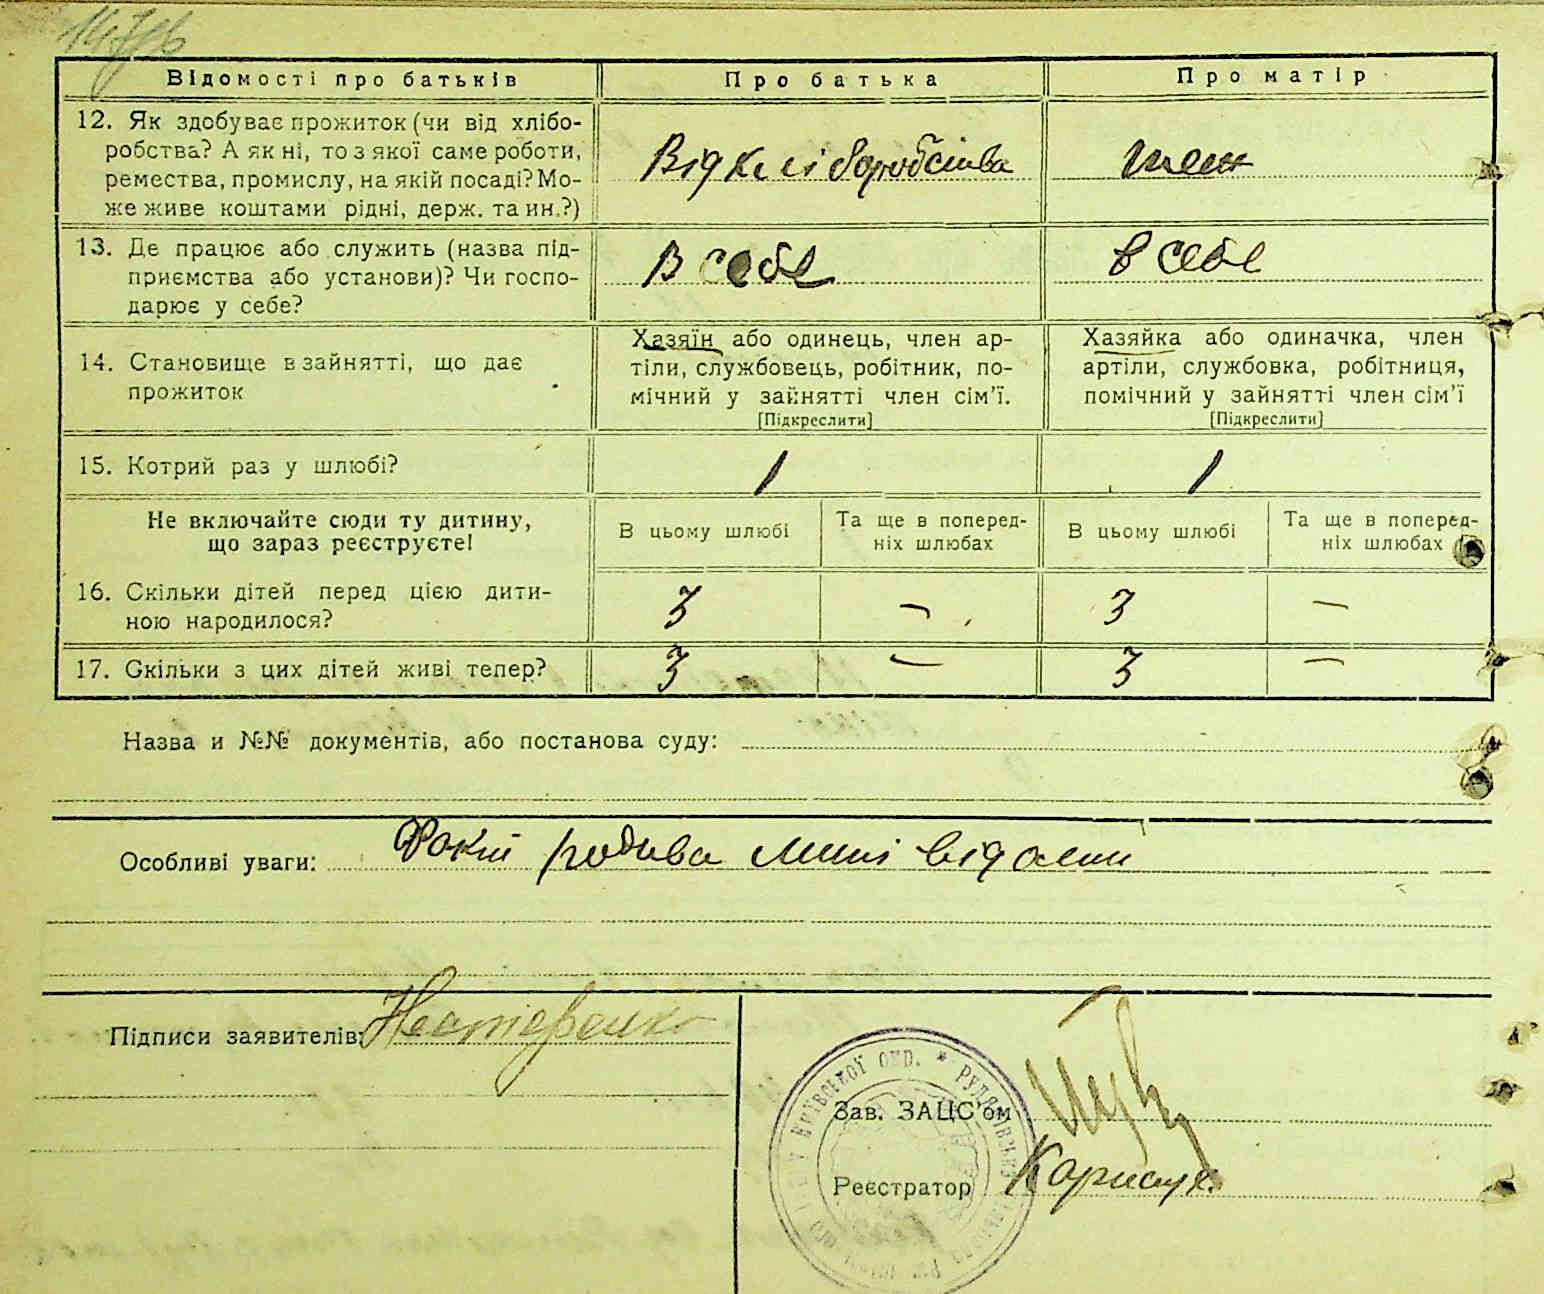 Відомості про батьків
Про батька
Про матір
12. Як здобуває прожиток (чи від хлібо-
робства? А як ні, то з якої саме роботи,
ремества, промислу, на якій посаді? Мо-
же живе коштами рідні, держ. та ин.?)
Від хліборобства
член
13. Де працює або служить (назва під-
приємства або установи)? Чи госпо-
дарює у себе?
В себе
в себе
14. Становище в зайнятті, що дає
прожиток
Хазяїн або одинець, член ар-
тіли, службовець, робітник, по-
мічний у зайнятті член сім'ї.
[Підкреслити]
Хазяйка або одиначка, член
артіли, службовка, робітниця,
помічний у зайнятті член сім'ї
[Підкреслити]
15. Котрий раз у шлюбі?
1
1
Не включайте сюди ту дитину,
що зараз реєструєте!
В цьому шлюбі
Та ще в поперед-
ніх шлюбах
В цьому шлюбі
Та ще в поперед-
ніх шлюбах
16. Скільки дітей перед цією дити-
ною народилося?
3
—
3
—
17. Скільки з цих дітей живі тепер?
3
—
3
—
Назва и №№ документів, або постанова суду:
Особливі уваги:
Підписи заявителів:
Нестеренко
КИЇВСЬКОЇ ОКР. *
Зав. ЗАЦС'ом
Реєстратор